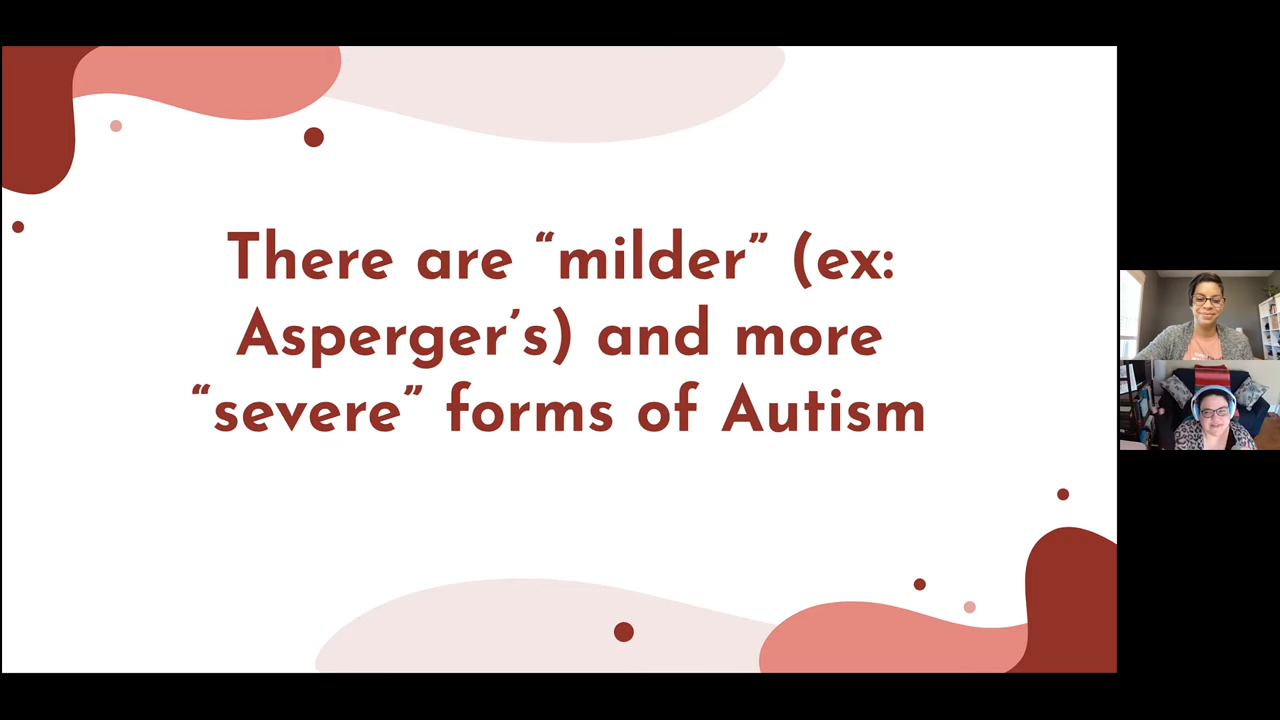 There are “milder” (ex:
Asperger’s) and more
“severe” forms of Autism